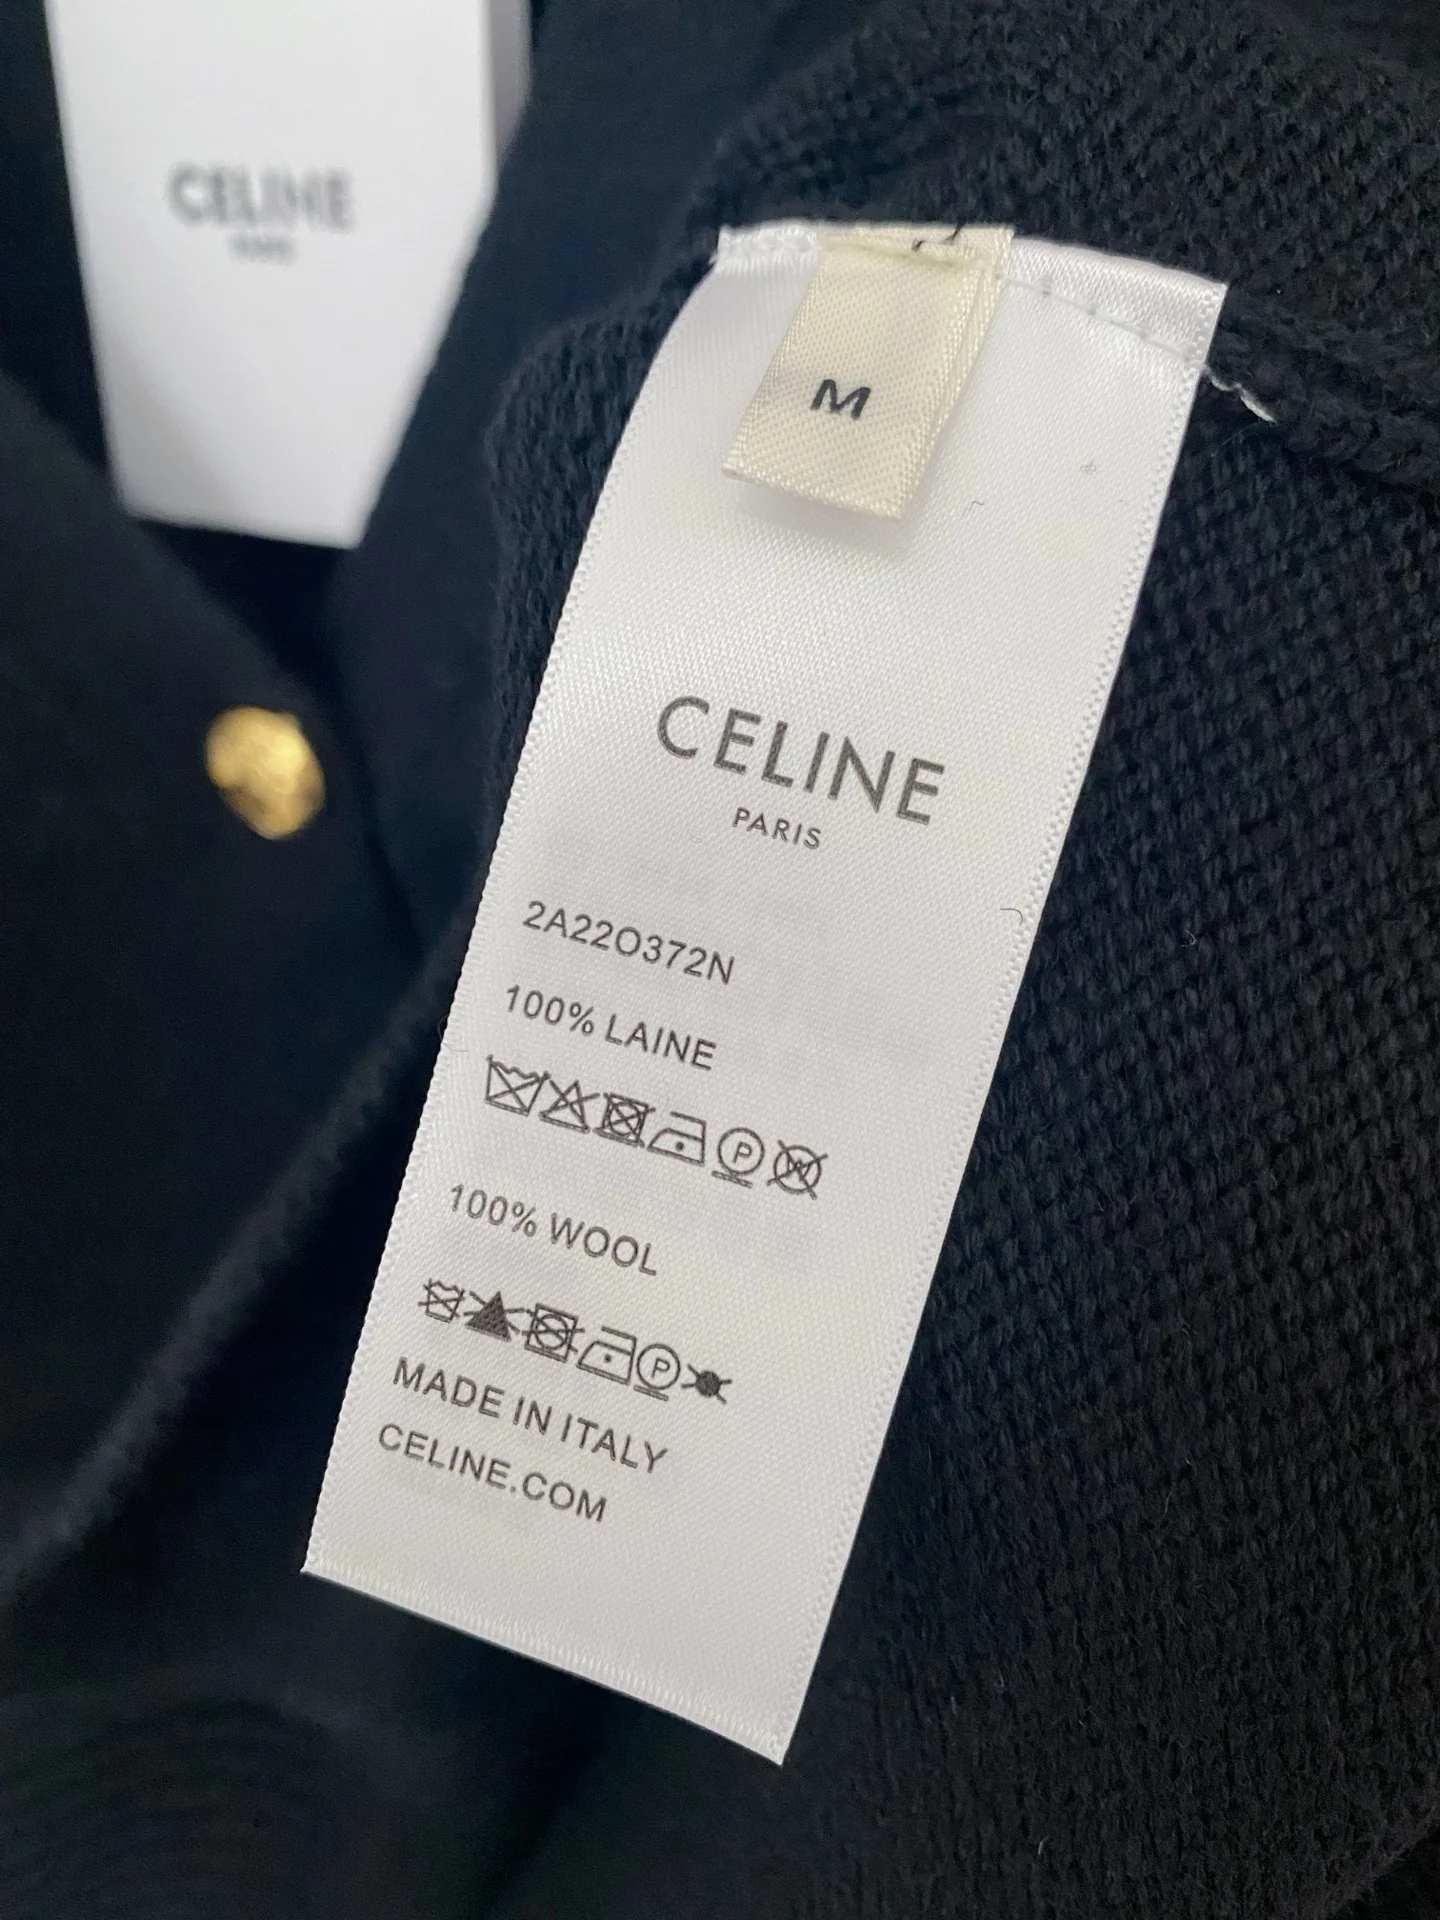 CELINE
PARIS
M
CELINE
PARIS
2A22O372N
100% LAINE
P W
100% WOOL
P
MADE IN ITALY
CELINE.COM